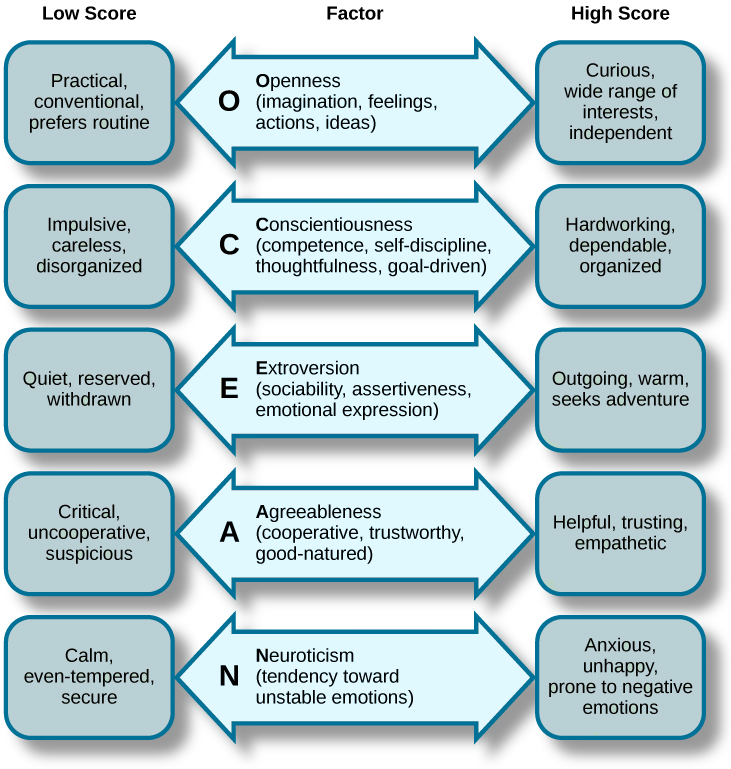 Low Score
Factor
High Score
Practical,
conventional,
prefers routine
O
Openness
(imagination, feelings,
actions, ideas)
Curious,
wide range of
interests,
independent
Impulsive,
careless,
disorganized
C
Conscientiousness
(competence, self-discipline,
thoughtfulness, goal-driven)
Hardworking,
dependable,
organized
Quiet, reserved,
withdrawn
E
Extroversion
(sociability, assertiveness,
emotional expression)
Outgoing, warm,
seeks adventure
Critical,
uncooperative,
suspicious
A
Agreeableness
(cooperative, trustworthy,
good-natured)
Helpful, trusting,
empathetic
Calm,
even-tempered,
secure
N
Neuroticism
(tendency toward
unstable emotions)
Anxious,
unhappy,
prone to negative
emotions